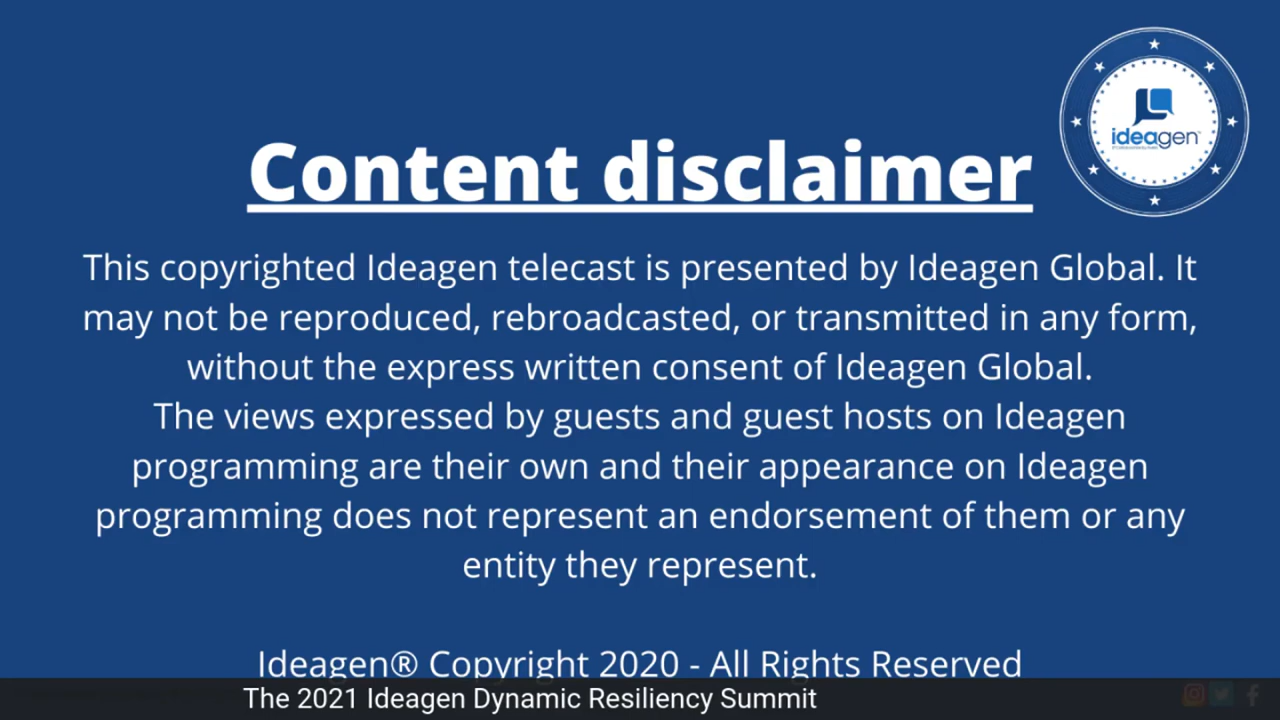 ideagen
Content disclaimer
This copyrighted Ideagen telecast is presented by Ideagen Global. It
may not be reproduced, rebroadcasted, or transmitted in any form,
without the express written consent of Ideagen Global.
The views expressed by guests and guest hosts on Ideagen
programming are their own and their appearance on Ideagen
programming does not represent an endorsement of them or any
entity they represent.
Ideagen® Copyright 2020 - All Rights Reserved
The 2021 Ideagen Dynamic Resiliency Summit